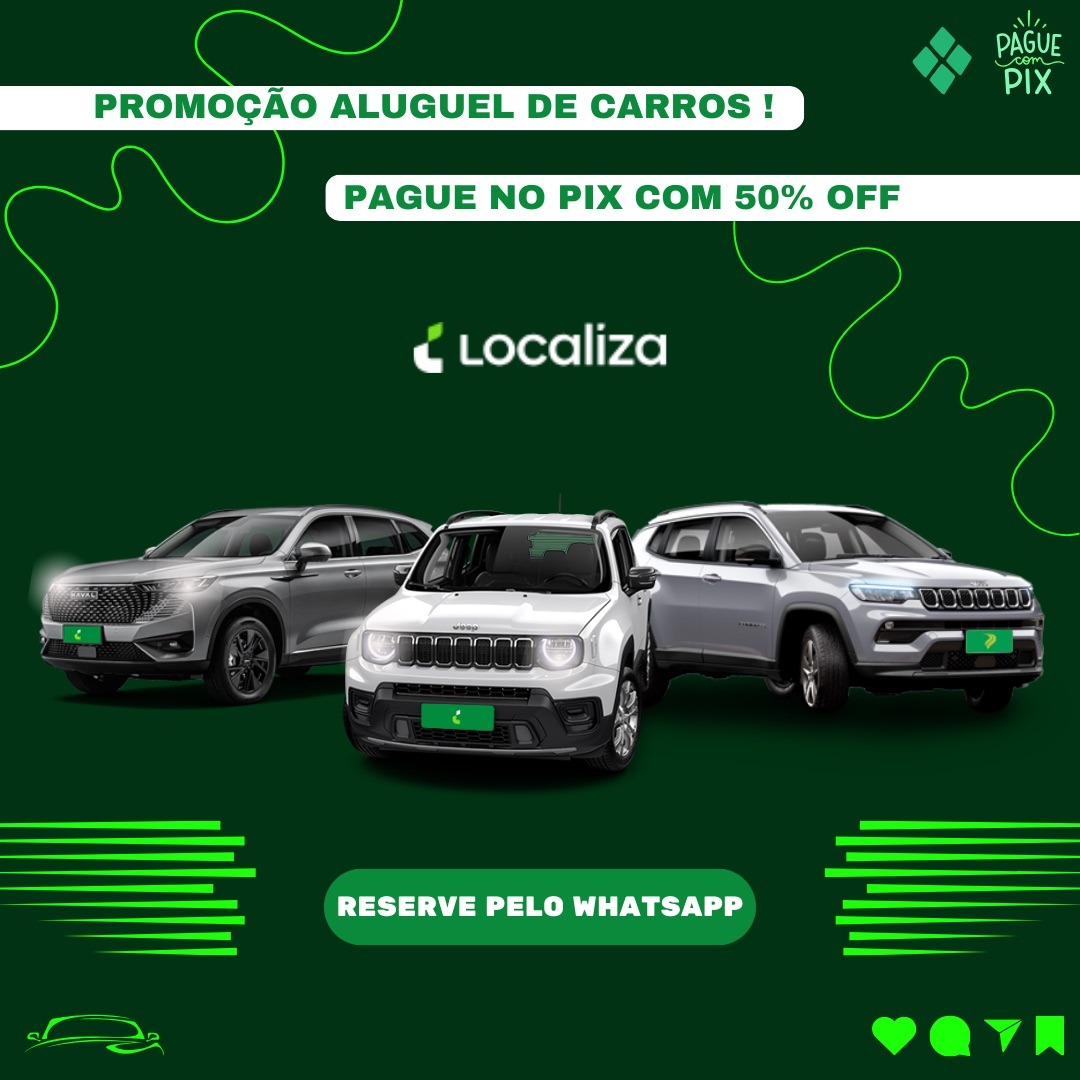 PAGUE
com
PIX
PROMOÇÃO ALUGUEL DE CARROS !
PAGUE NO PIX COM 50% OFF
Localiza
HAVAL
Jeep
RESERVE PELO WHATSAPP